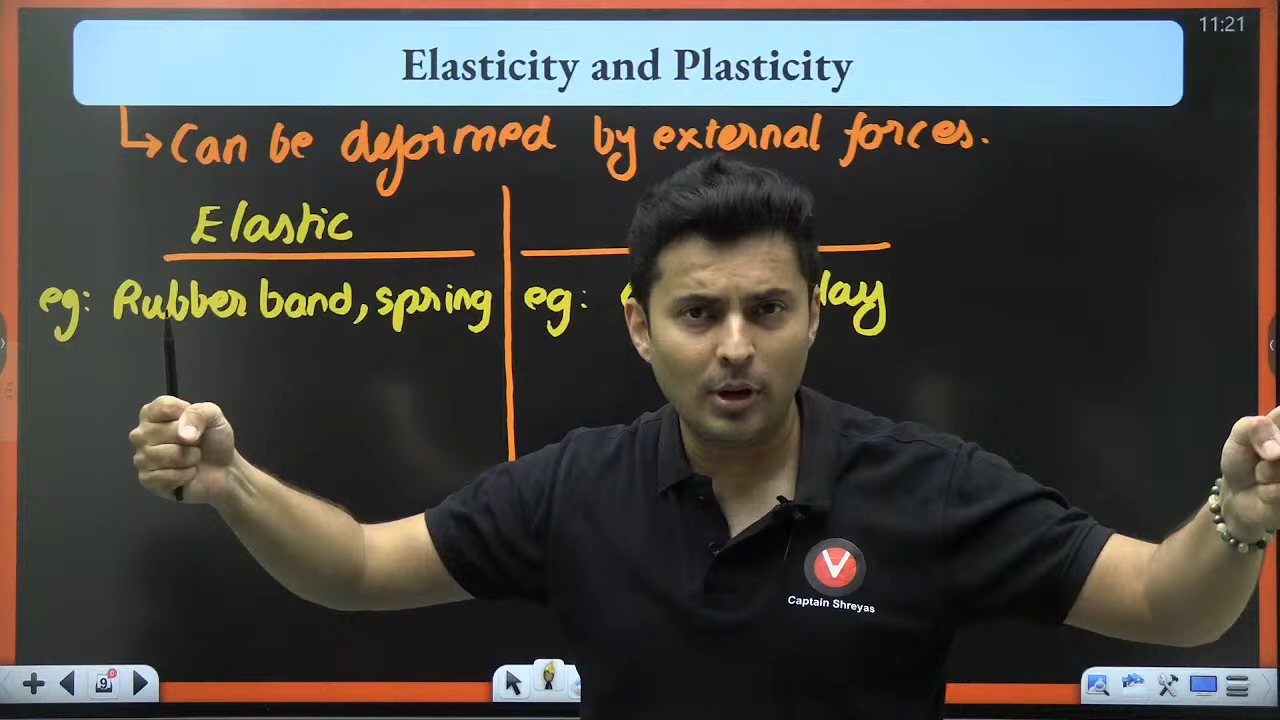 11:21
Elasticity and Plasticity
Can be deformed by external forces.
Elastic
eg: Rubber band, spring
eg:
9
V
Captain Shreyas